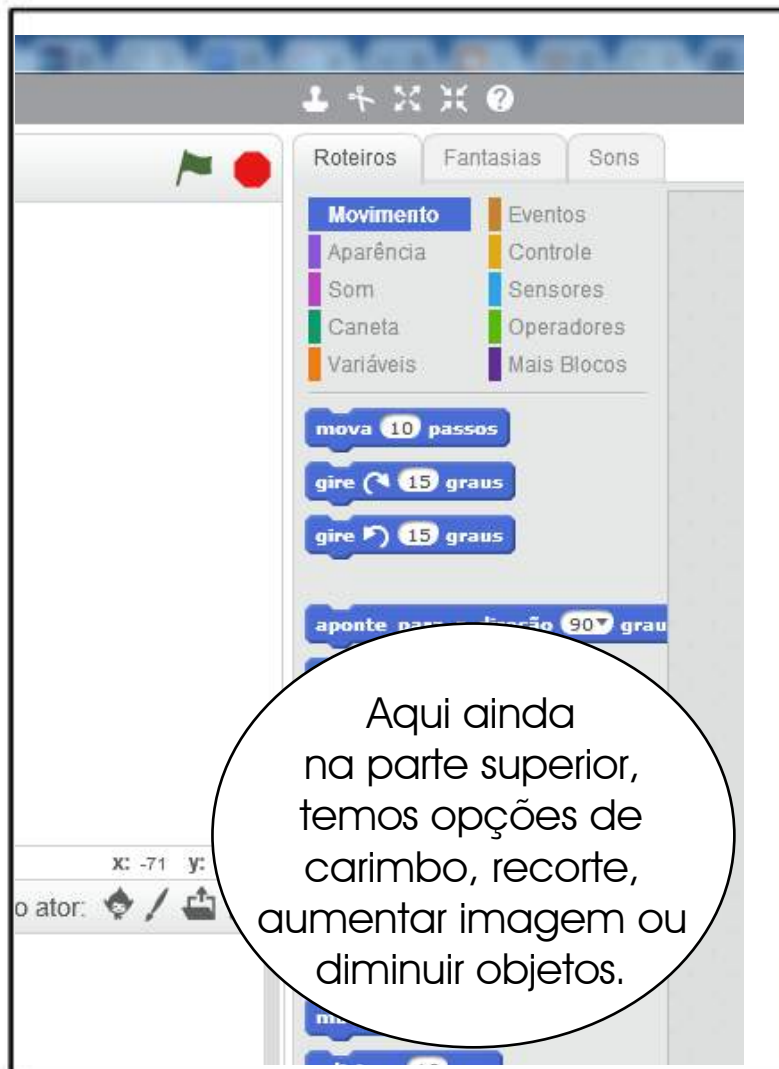 Roteiros Fantasias Sons
Movimento Eventos
Aparência Controle
Som Sensores
Caneta Operadores
Variáveis Mais Blocos
mova 10 passos
gire 15 graus
gire 15 graus
aponte para 90 grau
Aqui ainda
na parte superior,
temos opções de
carimbo, recorte,
aumentar imagem ou
diminuir objetos.
x: -71 y:
o ator: